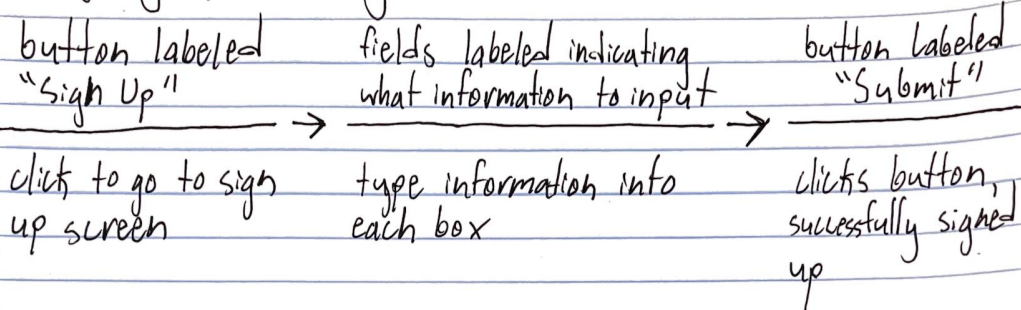 button labeled
"Sign Up"
click to go to sign
up screen
→
fields labeled indicating
what information to input
type information into
each box
→
button labeled
"Submit"
clicks button,
successfully signed
up